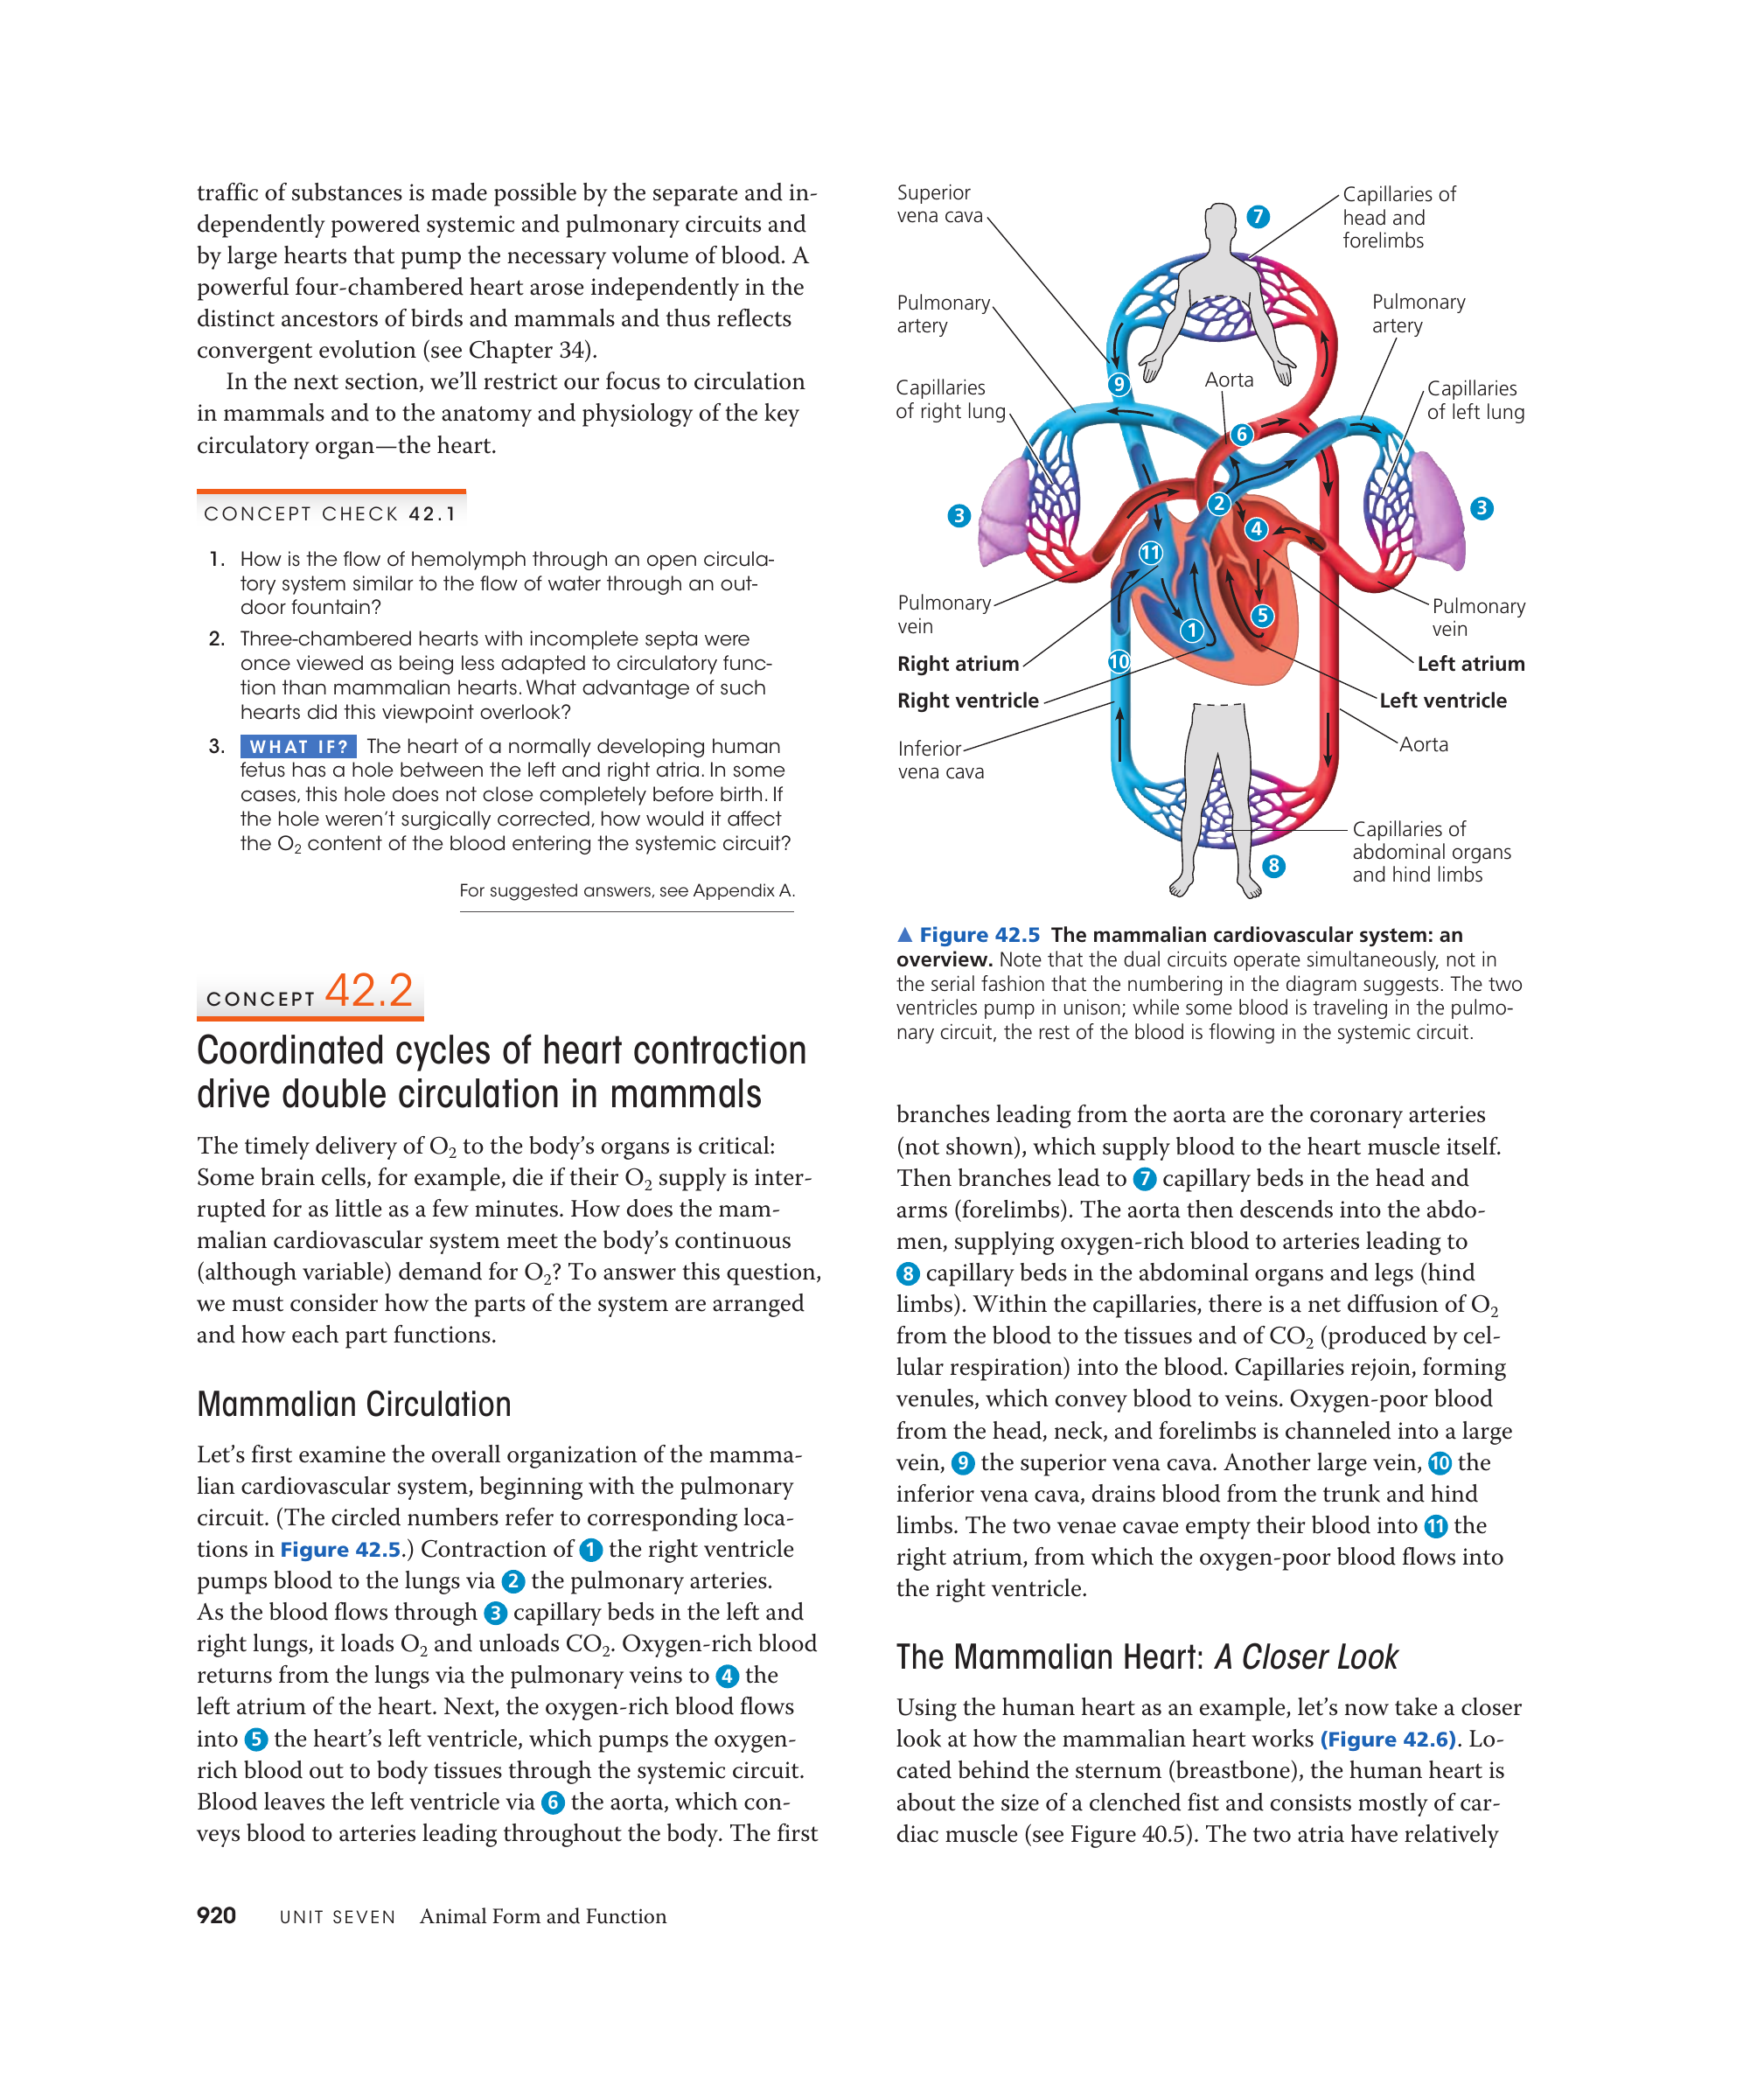 traffic of substances is made possible by the separate and in-
dependently powered systemic and pulmonary circuits and
by large hearts that pump the necessary volume of blood. A
powerful four-chambered heart arose independently in the
distinct ancestors of birds and mammals and thus reflects
convergent evolution (see Chapter 34).
In the next section, we'll restrict our focus to circulation
in mammals and to the anatomy and physiology of the key
circulatory organ—the heart.
CONCEPT CHECK 42.1
1. How is the flow of hemolymph through an open circula-
tory system similar to the flow of water through an out-
door fountain?
2. Three-chambered hearts with incomplete septa were
once viewed as being less adapted to circulatory func-
tion than mammalian hearts. What advantage of such
hearts did this viewpoint overlook?
3. WHAT IF? The heart of a normally developing human
fetus has a hole between the left and right atria. In some
cases, this hole does not close completely before birth. If
the hole weren't surgically corrected, how would it affect
the O₂ content of the blood entering the systemic circuit?
For suggested answers, see Appendix A.
CONCEPT 42.2
Coordinated cycles of heart contraction
drive double circulation in mammals
The timely delivery of O₂ to the body's organs is critical:
Some brain cells, for example, die if their O₂ supply is inter-
rupted for as little as a few minutes. How does the mam-
malian cardiovascular system meet the body's continuous
(although variable) demand for O₂? To answer this question,
we must consider how the parts of the system are arranged
and how each part functions.
Mammalian Circulation
Let's first examine the overall organization of the mamma-
lian cardiovascular system, beginning with the pulmonary
circuit. (The circled numbers refer to corresponding loca-
tions in Figure 42.5.) Contraction of 1 the right ventricle
pumps blood to the lungs via 2 the pulmonary arteries.
As the blood flows through 3 capillary beds in the left and
right lungs, it loads O₂ and unloads CO₂. Oxygen-rich blood
returns from the lungs via the pulmonary veins to 4 the
left atrium of the heart. Next, the oxygen-rich blood flows
into 5 the heart's left ventricle, which pumps the oxygen-
rich blood out to body tissues through the systemic circuit.
Blood leaves the left ventricle via 6 the aorta, which con-
veys blood to arteries leading throughout the body. The first
Superior
vena cava
7
Capillaries of
head and
forelimbs
Pulmonary
artery
Pulmonary
artery
9
Aorta
Capillaries
of right lung
Capillaries
of left lung
6
3
2
3
4
11
5
1
Pulmonary
vein
Pulmonary
vein
Right atrium
10
Left atrium
Right ventricle
Left ventricle
Inferior
vena cava
Aorta
Capillaries of
abdominal organs
and hind limbs
8
▲ Figure 42.5 The mammalian cardiovascular system: an
overview. Note that the dual circuits operate simultaneously, not in
the serial fashion that the numbering in the diagram suggests. The two
ventricles pump in unison; while some blood is traveling in the pulmo-
nary circuit, the rest of the blood is flowing in the systemic circuit.
branches leading from the aorta are the coronary arteries
(not shown), which supply blood to the heart muscle itself.
Then branches lead to 7 capillary beds in the head and
arms (forelimbs). The aorta then descends into the abdo-
men, supplying oxygen-rich blood to arteries leading to
8 capillary beds in the abdominal organs and legs (hind
limbs). Within the capillaries, there is a net diffusion of O₂
from the blood to the tissues and of CO₂ (produced by cel-
lular respiration) into the blood. Capillaries rejoin, forming
venules, which convey blood to veins. Oxygen-poor blood
from the head, neck, and forelimbs is channeled into a large
vein, 9 the superior vena cava. Another large vein, 10 the
inferior vena cava, drains blood from the trunk and hind
limbs. The two venae cavae empty their blood into 11 the
right atrium, from which the oxygen-poor blood flows into
the right ventricle.
The Mammalian Heart: A Closer Look
Using the human heart as an example, let's now take a closer
look at how the mammalian heart works (Figure 42.6). Lo-
cated behind the sternum (breastbone), the human heart is
about the size of a clenched fist and consists mostly of car-
diac muscle (see Figure 40.5). The two atria have relatively
920 UNIT SEVEN Animal Form and Function